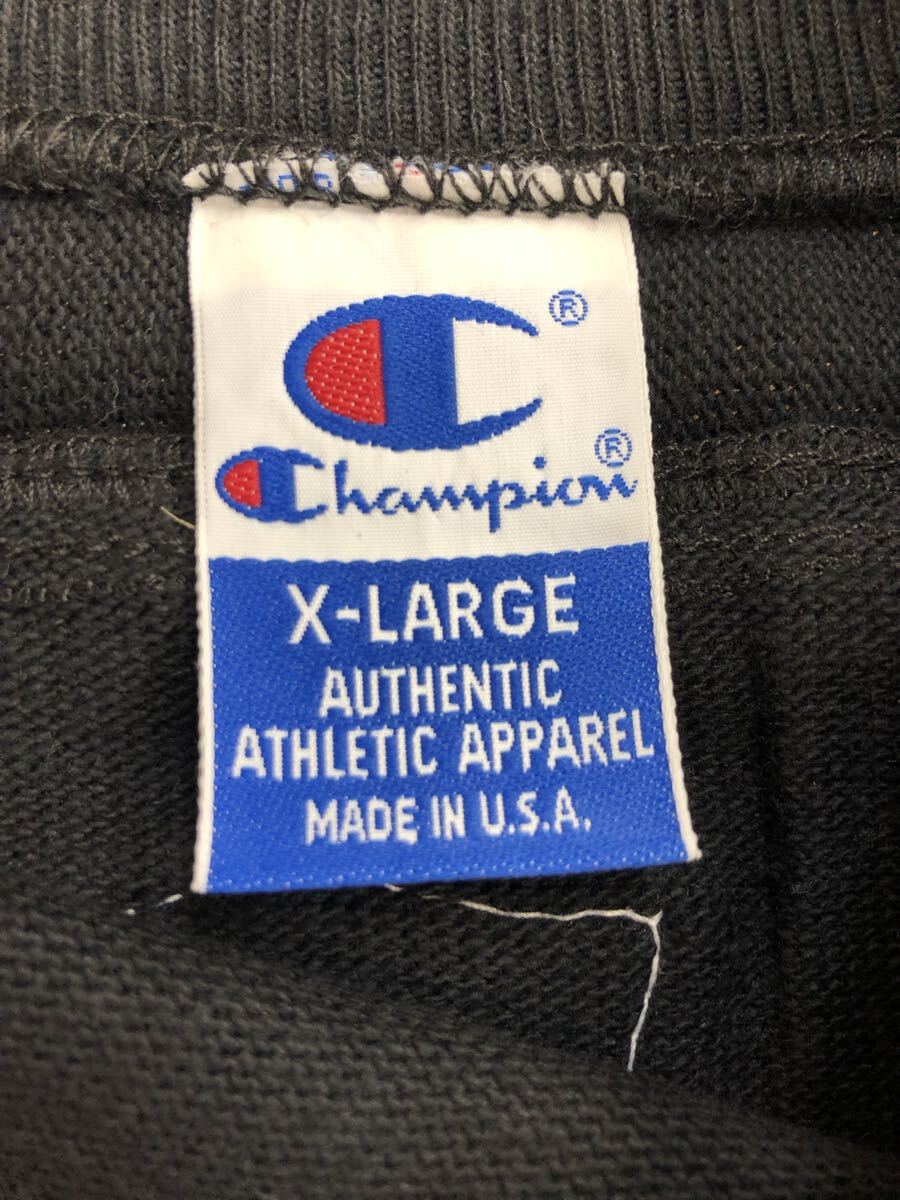 ®
Champion®
X-LARGE
AUTHENTIC
ATHLETIC APPAREL
MADE IN U.S.A.